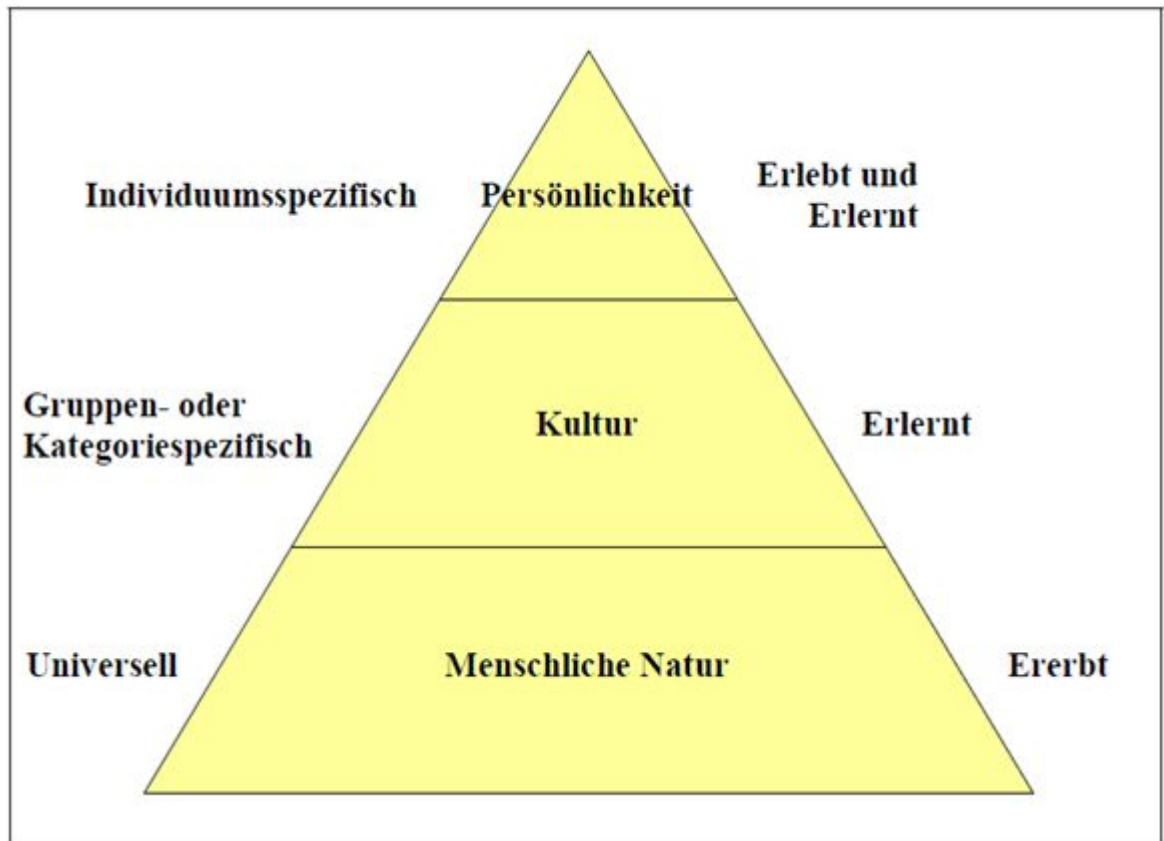 Individuumsspezifisch
Persönlichkeit
Erlebt und
Erlernt
Gruppen- oder
Kategoriespezifisch
Kultur
Erlernt
Universell
Menschliche Natur
Ererbt